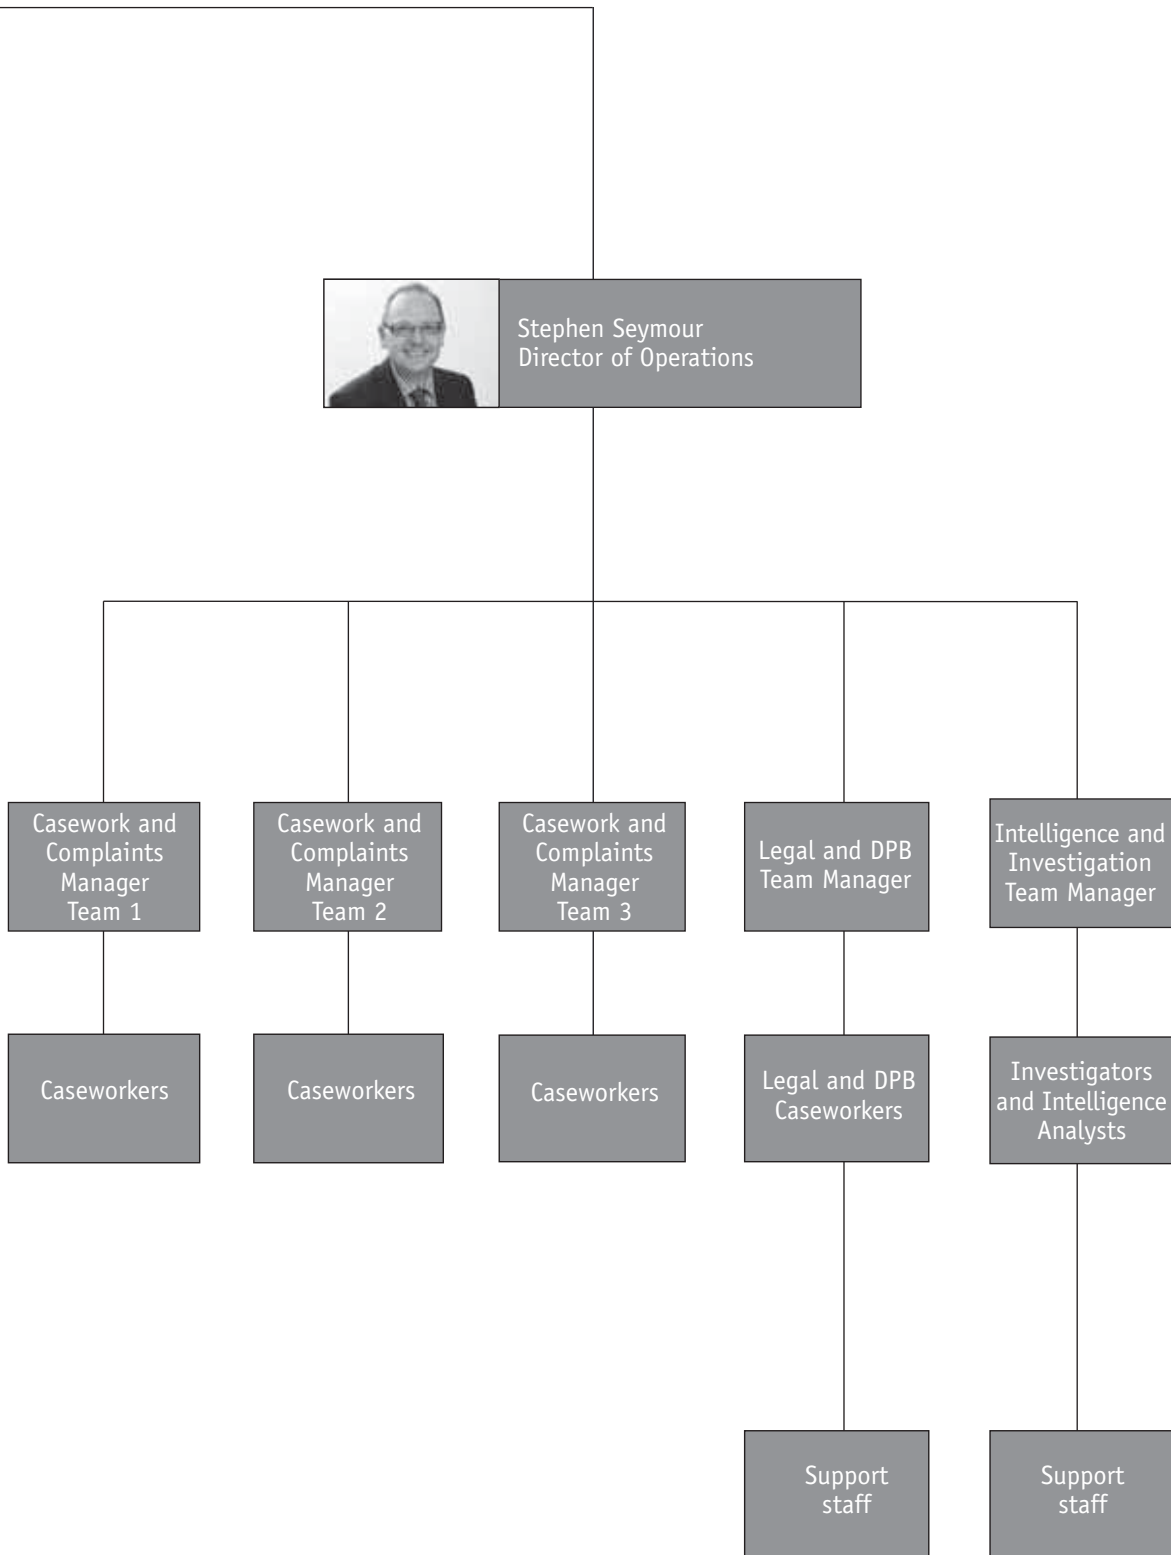 Stephen Seymour
Director of Operations
Casework and
Complaints
Manager
Team 1
Casework and
Complaints
Manager
Team 2
Casework and
Complaints
Manager
Team 3
Legal and DPB
Team Manager
Intelligence and
Investigation
Team Manager
Caseworkers
Caseworkers
Caseworkers
Legal and DPB
Caseworkers
Investigators
and Intelligence
Analysts
Support
staff
Support
staff